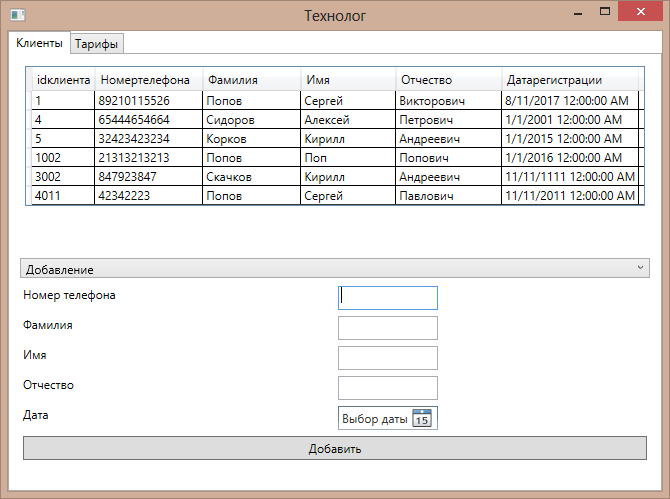 Технолог
Клиенты Тарифы
idклиента Номертелефона Фамилия Имя Отчество Датарегистрации
1 89210115526 Попов Сергей Викторович 8/11/2017 12:00:00 AM
4 65444654664 Сидоров Алексей Петрович 1/1/2001 12:00:00 AM
5 32423423234 Корков Кирилл Андреевич 1/1/2015 12:00:00 AM
1002 21313213213 Попов Поп Попович 1/1/2016 12:00:00 AM
3002 847923847 Скачков Кирилл Андреевич 11/11/1111 12:00:00 AM
4011 42342223 Попов Сергей Павлович 11/11/2011 12:00:00 AM
Добавление
Номер телефона
Фамилия
Имя
Отчество
Дата Выбор даты 15
Добавить